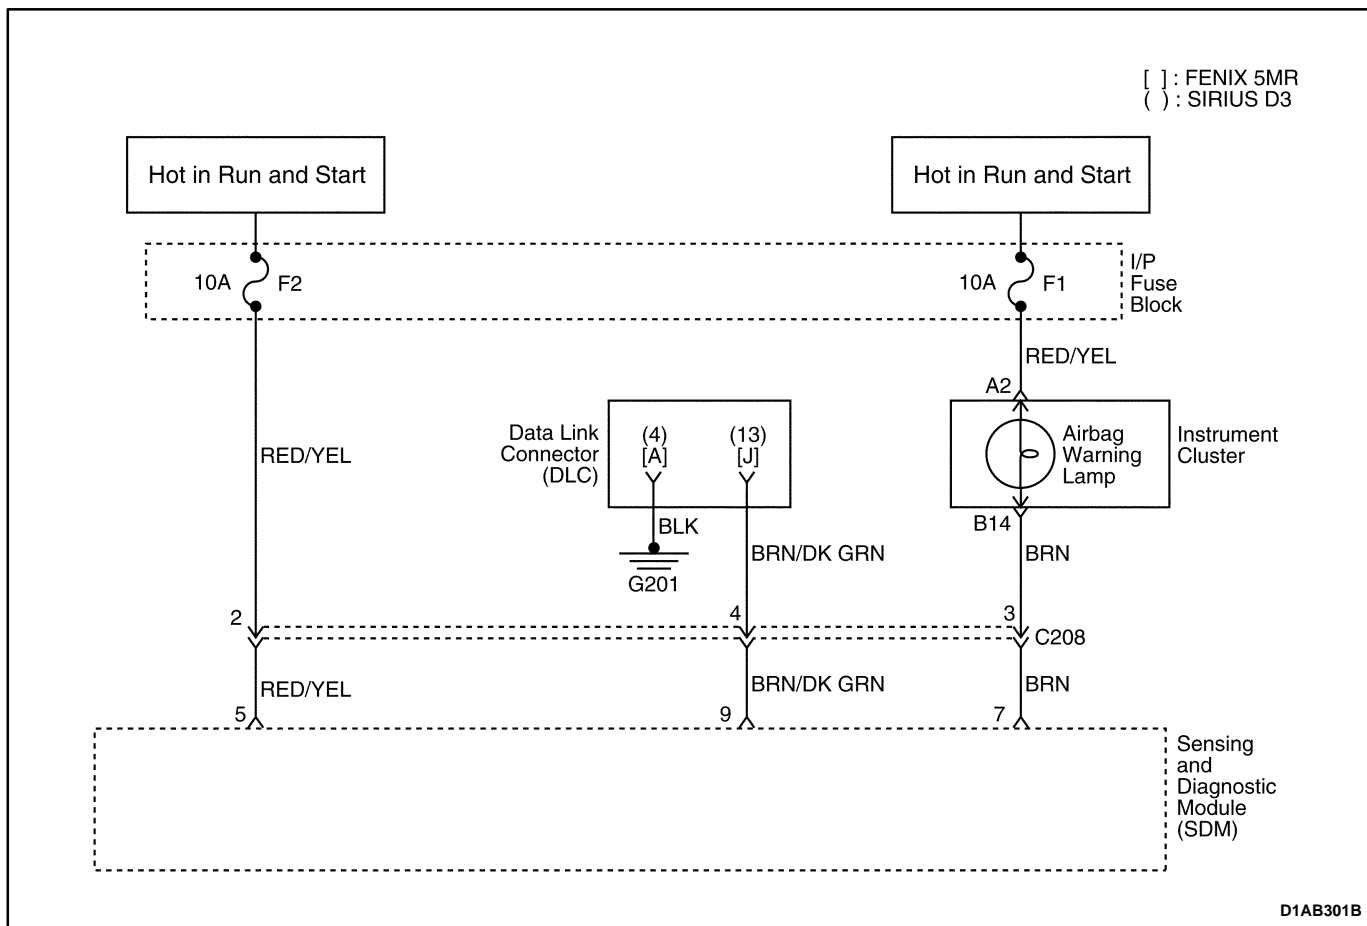 [ ] : FENIX 5MR
( ) : SIRIUS D3
Hot in Run and Start
Hot in Run and Start
10A
F2
10A
F1
I/P
Fuse
Block
RED/YEL
A2
Data Link
Connector
(DLC)
(4)
[A]
(13)
[J]
Airbag
Warning
Lamp
Instrument
Cluster
RED/YEL
BLK
G201
BRN/DK GRN
B14
BRN
2
4
3
C208
RED/YEL
BRN/DK GRN
BRN
5
9
7
Sensing
and
Diagnostic
Module
(SDM)
D1AB301B